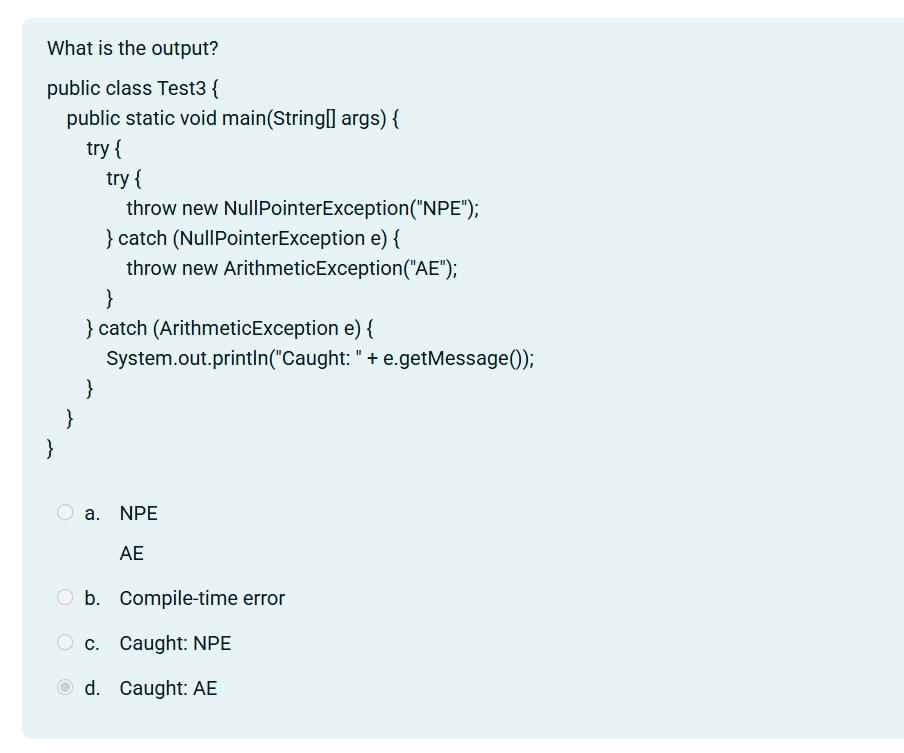 What is the output?
public class Test3 {
public static void main(String[] args) {
try {
try {
throw new NullPointerException("NPE");
} catch (NullPointerException e) {
throw new ArithmeticException("AE");
}
} catch (ArithmeticException e) {
System.out.println("Caught: " + e.getMessage());
}
}
}
a. NPE
AE
b. Compile-time error
c. Caught: NPE
d. Caught: AE